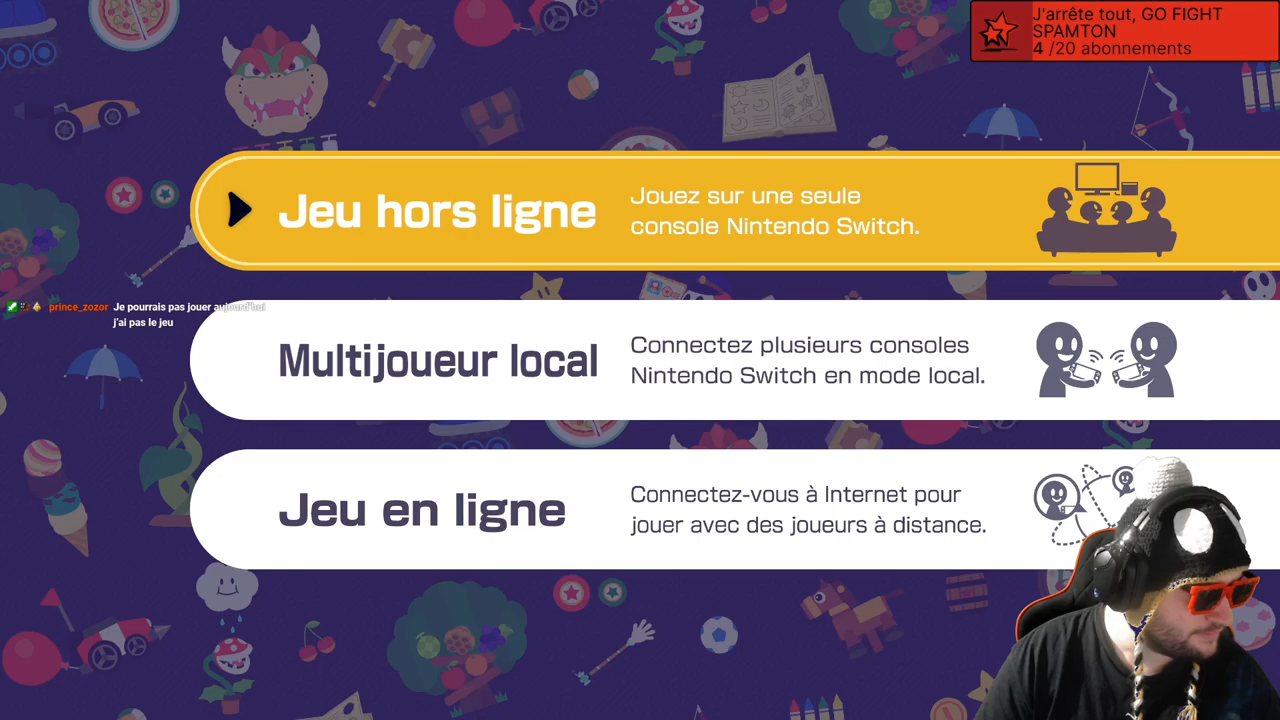 J'arrête tout, GO FIGHT
SPAMTON
4 /20 abonnements
Jeu hors ligne
Jouez sur une seule
console Nintendo Switch.
prince_zozor Je pourrais pas jouer aujourd'hui
j'ai pas le jeu
Multijoueur local
Connectez plusieurs consoles
Nintendo Switch en mode local.
Jeu en ligne
Connectez-vous à Internet pour
jouer avec des joueurs à distance.